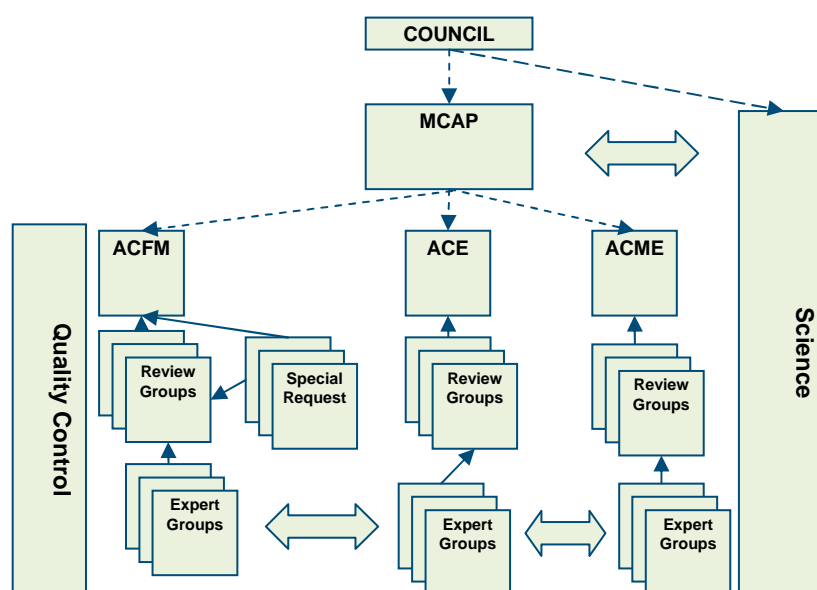 COUNCIL
MCAP
ACFM
ACE
ACME
Quality Control
Science
Review
Groups
Special
Request
Review
Groups
Review
Groups
Expert
Groups
Expert
Groups
Expert
Groups